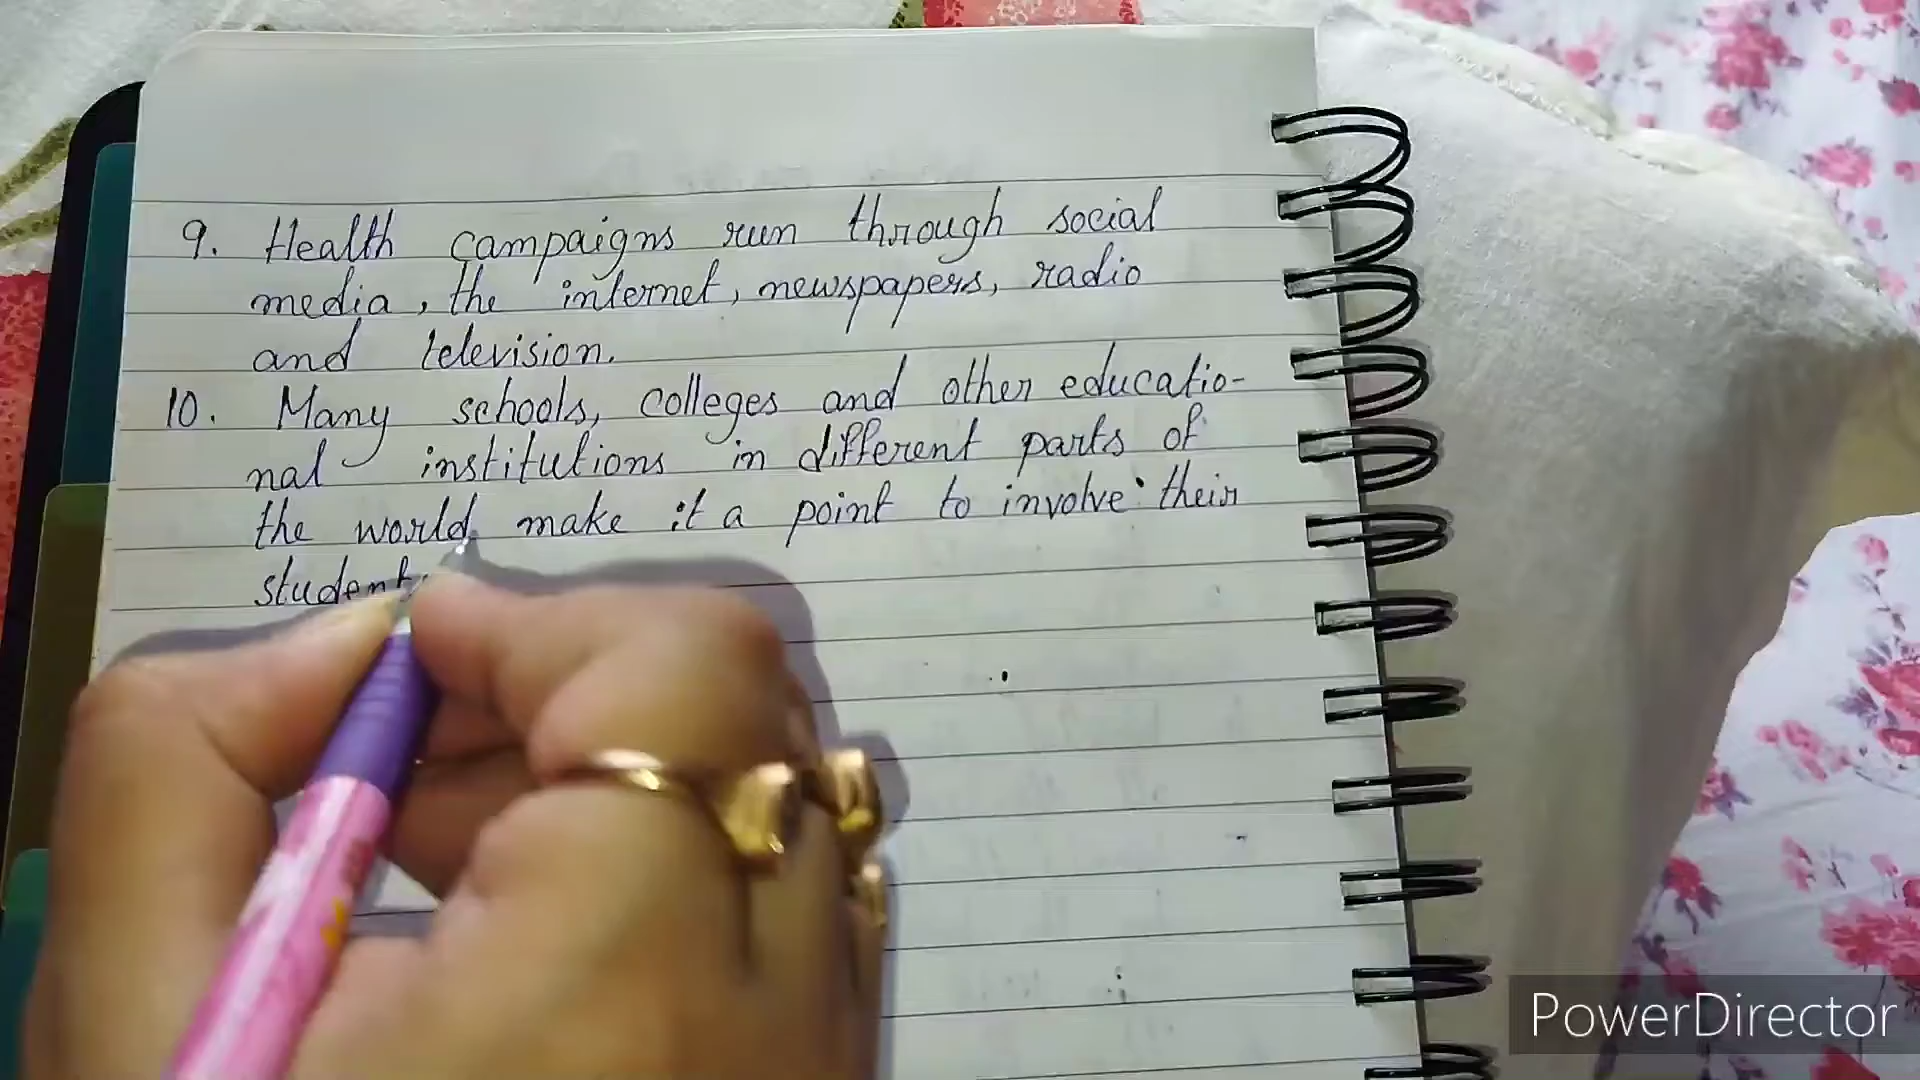 9. Health campaigns run through social
media, the internet, newspapers, radio
and television.
10. Many schools, colleges and other educatio-
nal institutions in different parts of
the world make it a point to involve their
student
PowerDirector